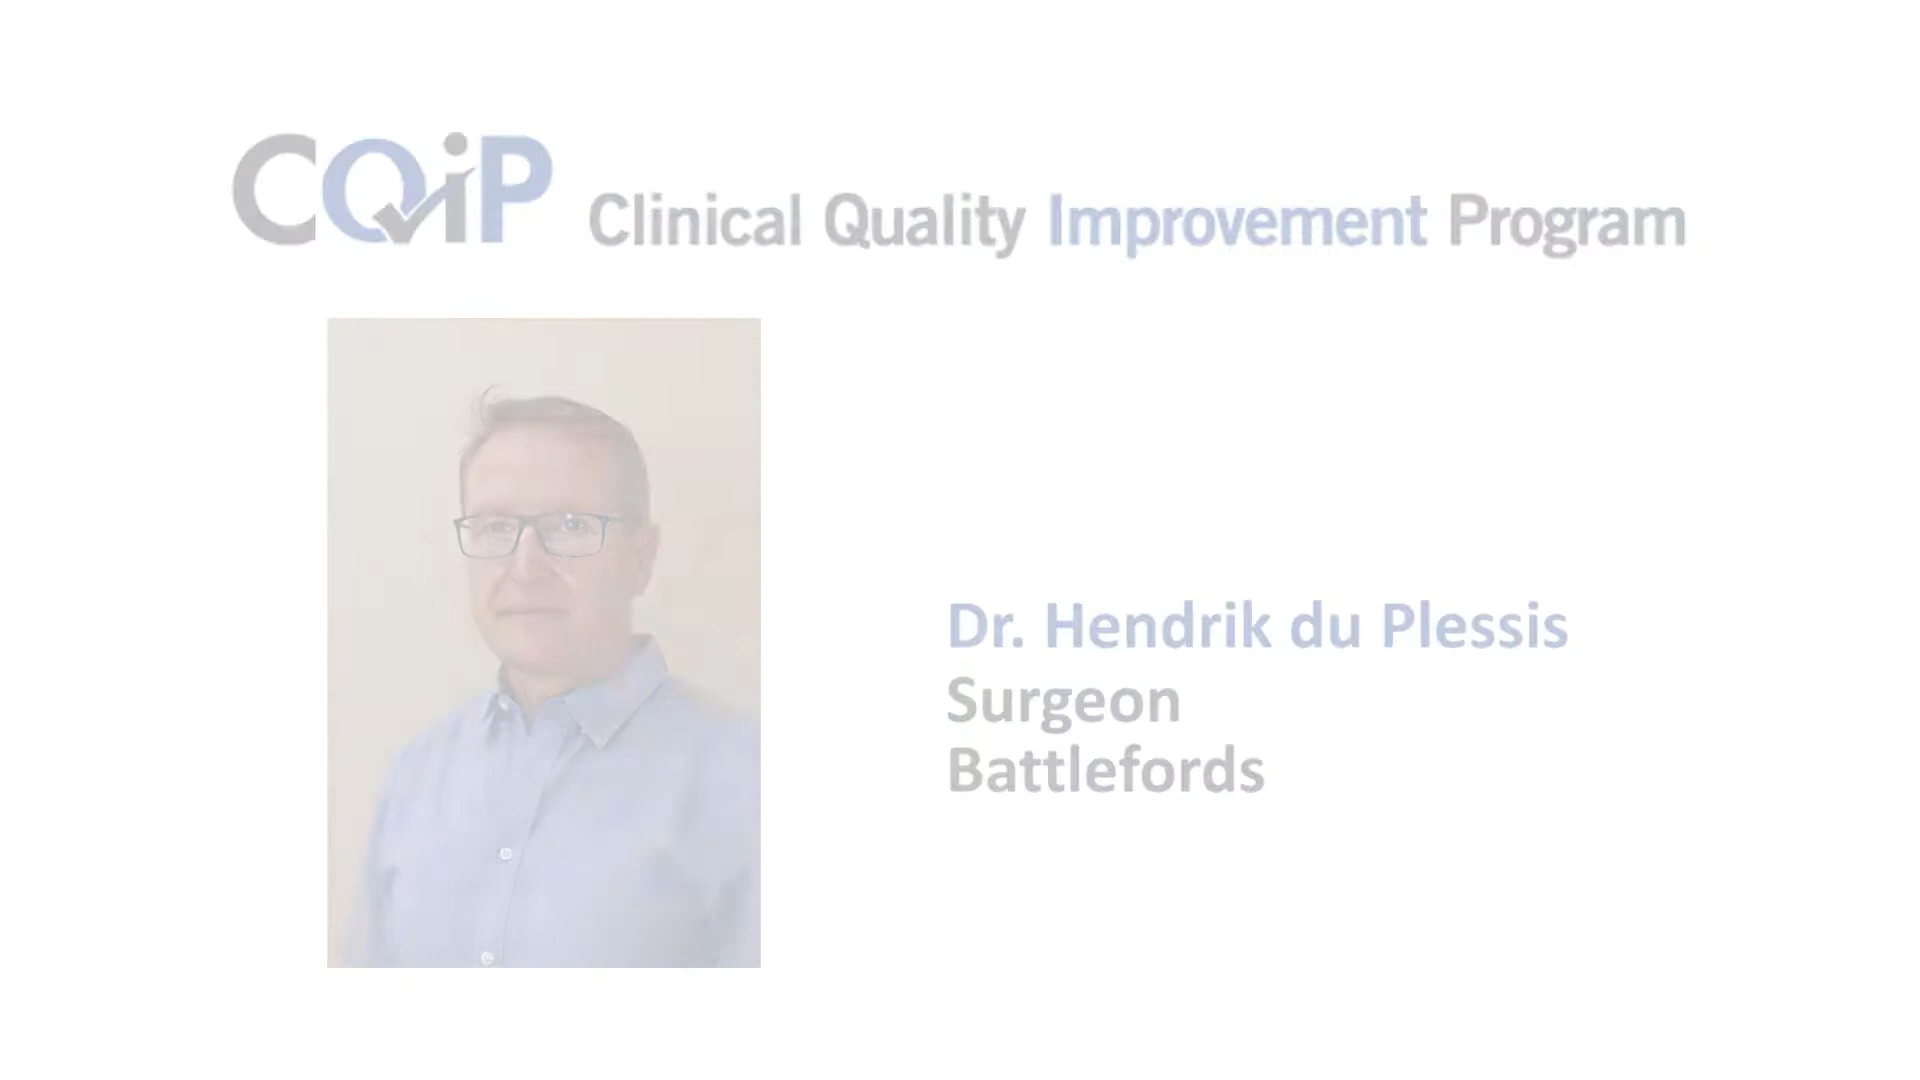 CQiP Clinical Quality Improvement Program
Dr. Hendrik du Plessis
Surgeon
Battlefords